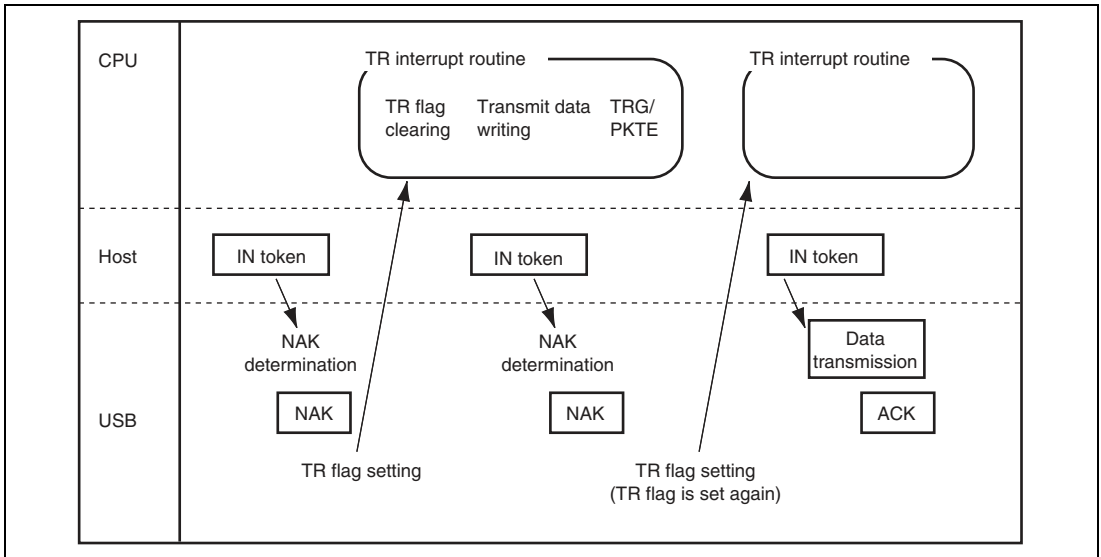 CPU
TR interrupt routine
TR flag clearing
Transmit data writing
TRG/ PKTE
TR interrupt routine
Host
IN token
IN token
IN token
USB
NAK determination
NAK determination
Data transmission
NAK
NAK
ACK
TR flag setting
TR flag setting
(TR flag is set again)